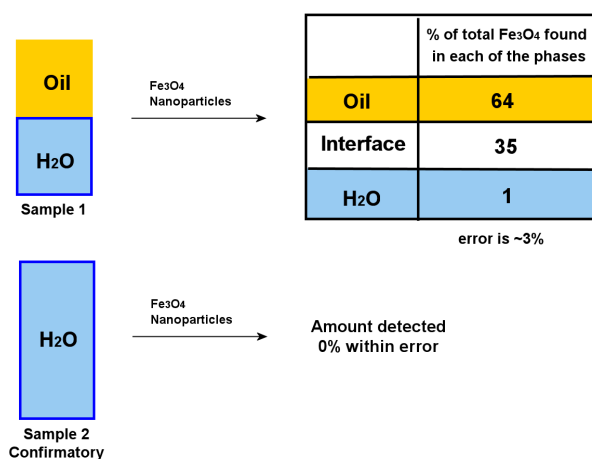 Oil
H₂O
Sample 1
Fe₃O₄
Nanoparticles
% of total Fe₃O₄ found
in each of the phases
Oil 64
Interface 35
H₂O 1
error is ~3%
H₂O
Sample 2
Confirmatory
Fe₃O₄
Nanoparticles
Amount detected
0% within error